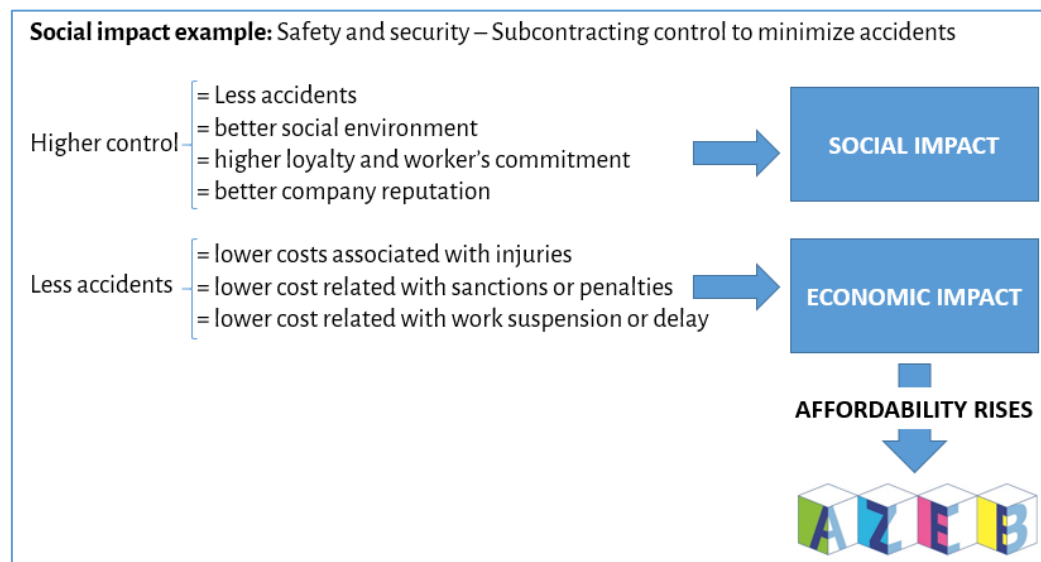 Social impact example: Safety and security – Subcontracting control to minimize accidents
Higher control
= Less accidents
= better social environment
= higher loyalty and worker's commitment
= better company reputation
SOCIAL IMPACT
Less accidents
= lower costs associated with injuries
= lower cost related with sanctions or penalties
= lower cost related with work suspension or delay
ECONOMIC IMPACT
AFFORDABILITY RISES
AZEB